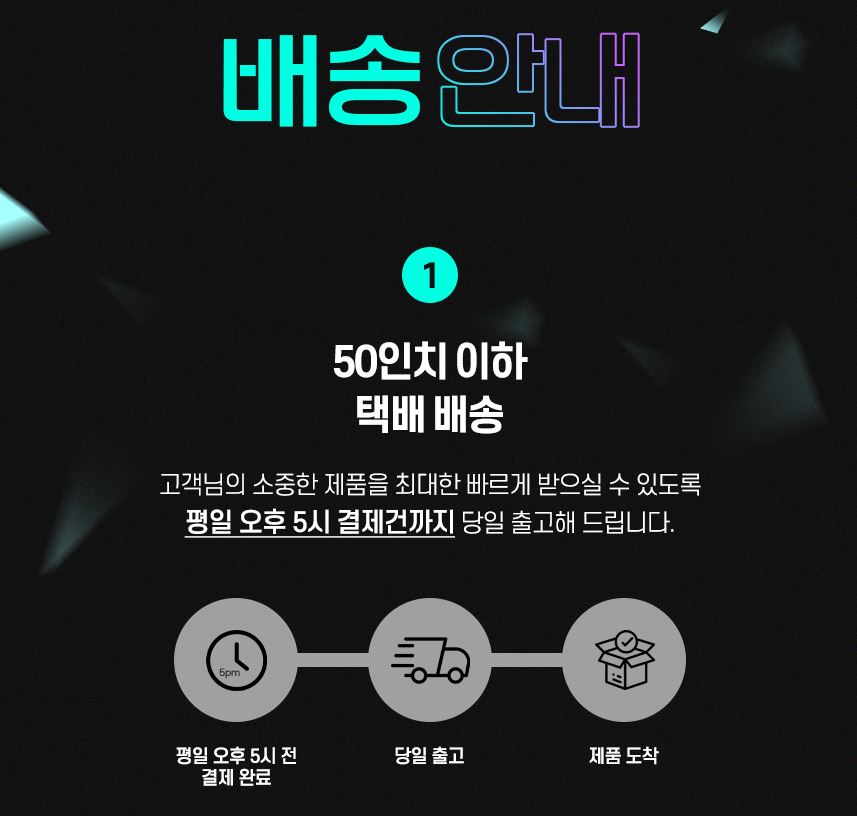 배송안내
1
50인치 이하
택배 배송
고객님의 소중한 제품을 최대한 빠르게 받으실 수 있도록
평일 오후 5시 결제건까지 당일 출고해 드립니다.
5pm
평일 오후 5시 전
결제 완료
당일 출고
제품 도착